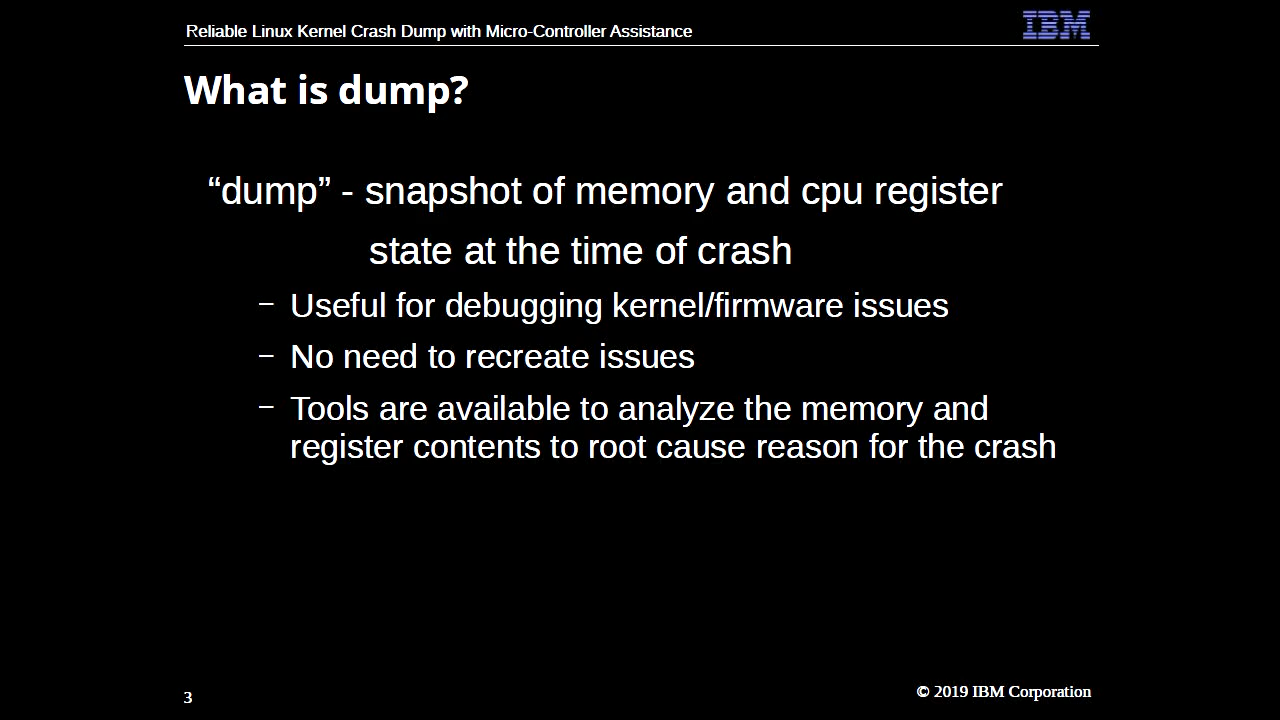 Reliable Linux Kernel Crash Dump with Micro-Controller Assistance
IBM
What is dump?
“dump” - snapshot of memory and cpu register
state at the time of crash
– Useful for debugging kernel/firmware issues
– No need to recreate issues
– Tools are available to analyze the memory and
register contents to root cause reason for the crash
3
© 2019 IBM Corporation